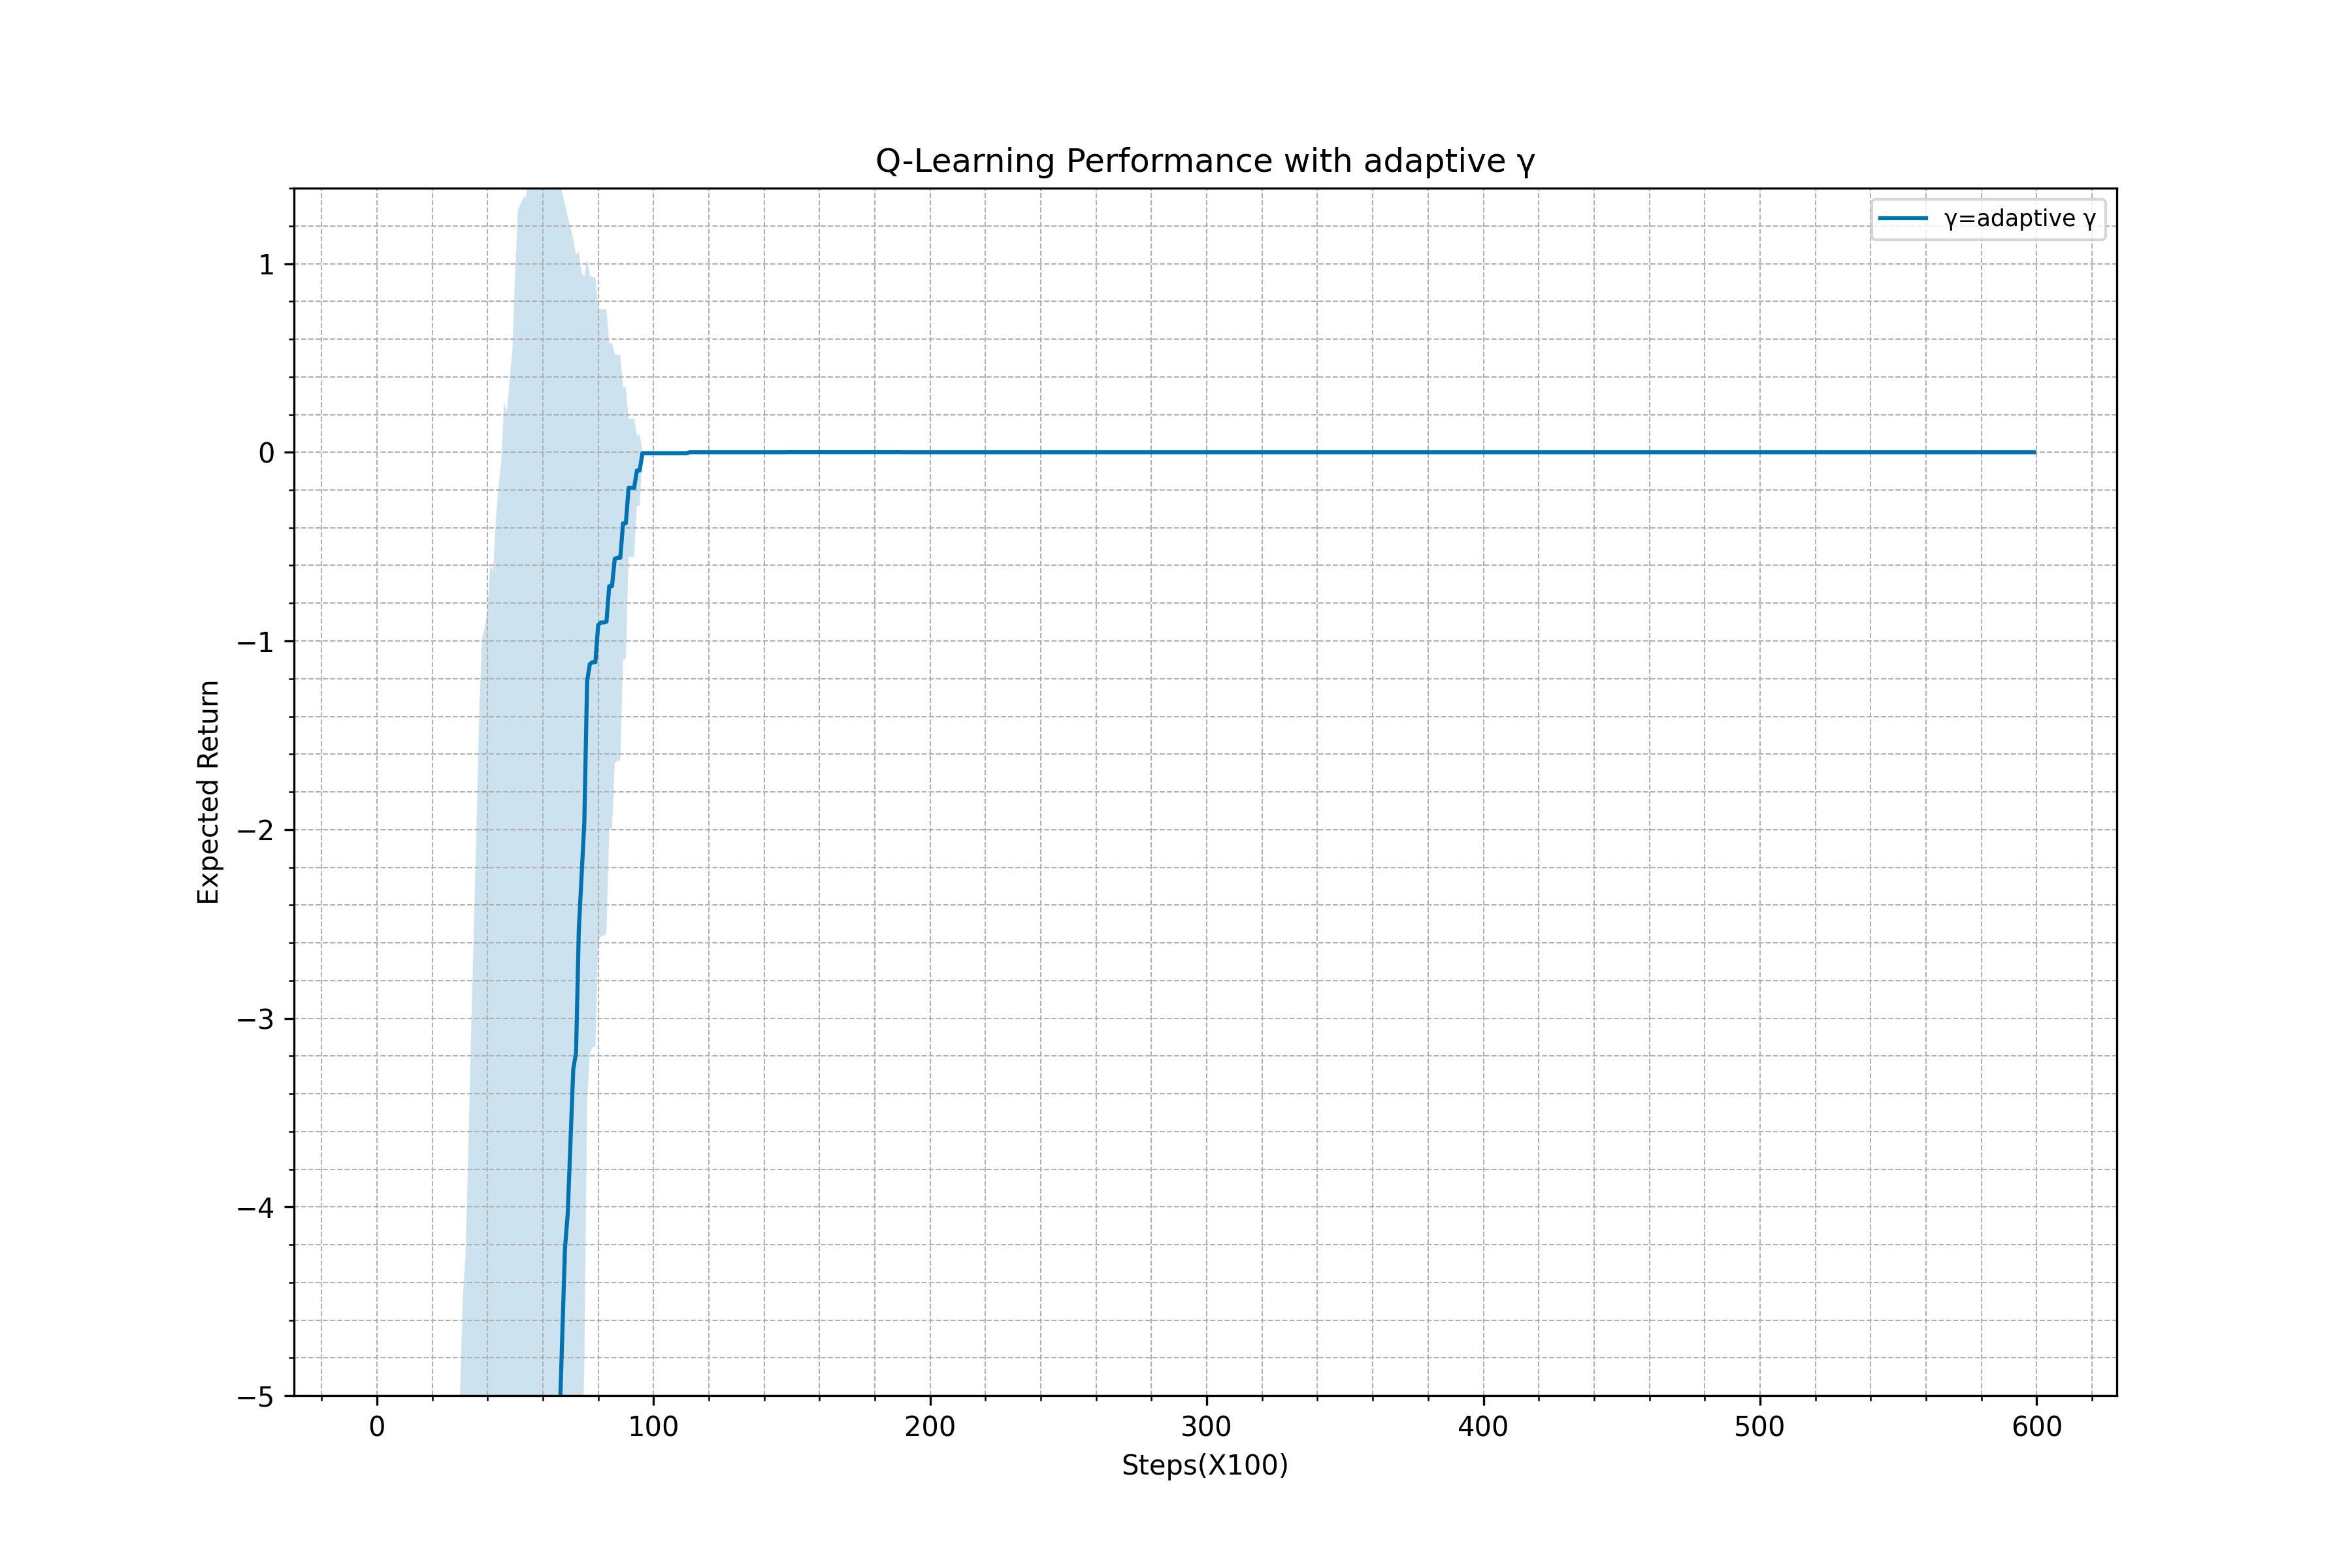 Q-Learning Performance with adaptive γ
γ=adaptive γ
Expected Return
1
0
−1
−2
−3
−4
−5
0 100 200 300 400 500 600
Steps(X100)